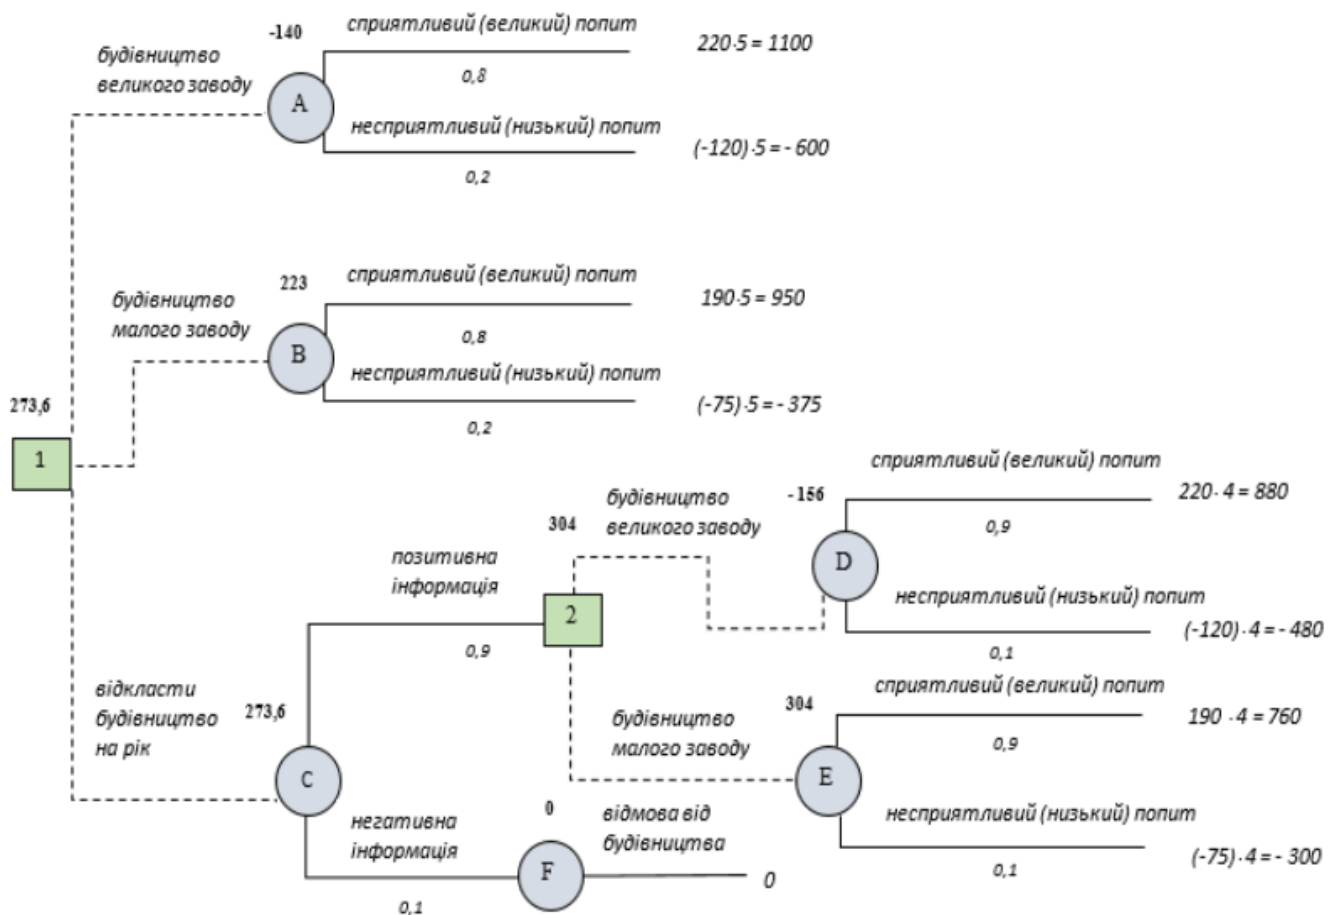 -140
сприятливий (великий) попит
220·5 = 1100
будівництво
великого заводу
A
0,8
несприятливий (низький) попит
(-120)·5 = - 600
0,2
223
сприятливий (великий) попит
190·5 = 950
будівництво
малого заводу
B
0,8
несприятливий (низький) попит
(-75)·5 = - 375
0,2
273,6
1
сприятливий (великий) попит
220· 4 = 880
- 156
будівництво
великого заводу
304
0,9
D
позитивна
інформація
2
0,9
несприятливий (низький) попит
(-120)· 4 = - 480
0,1
відкласти
будівництво
на рік
273,6
C
будівництво
малого заводу
304
сприятливий (великий) попит
190 ·4 = 760
0,9
E
несприятливий (низький) попит
(-75)·4 = - 300
0,1
негативна
інформація
0
відмова від
будівництва
F
0
0,1